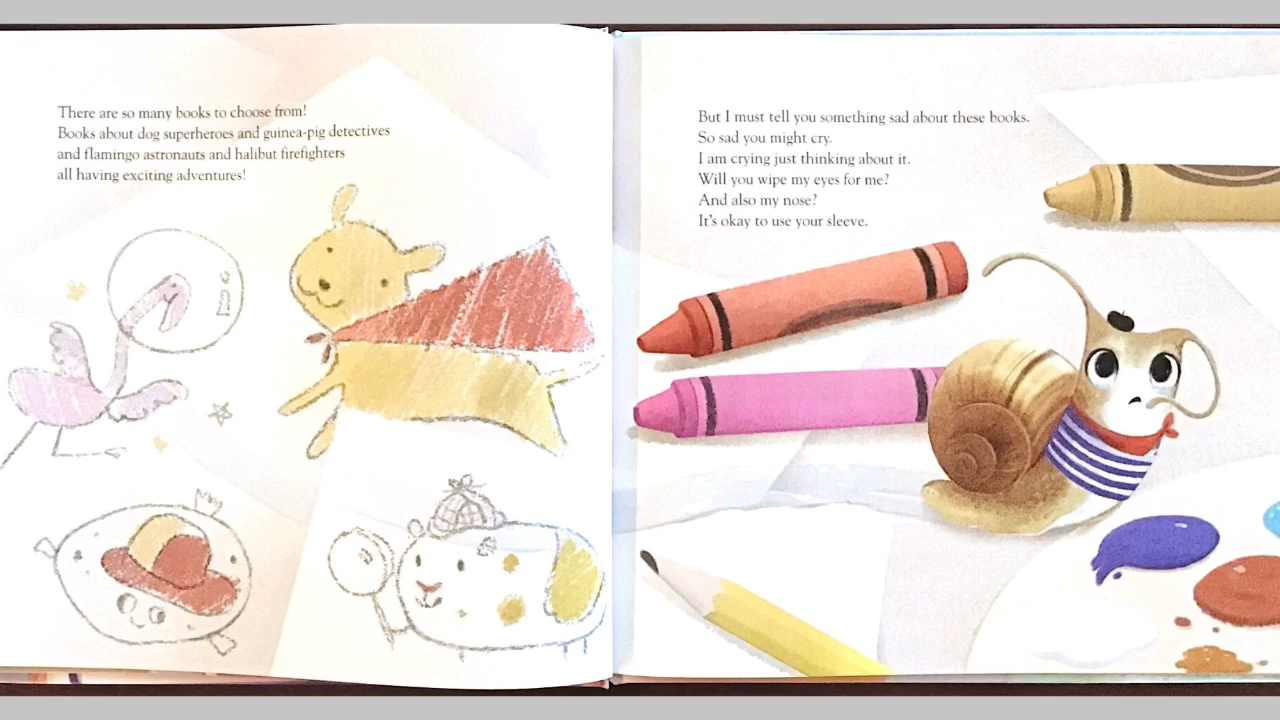 There are so many books to choose from!
Books about dog superheroes and guinea-pig detectives
and flamingo astronauts and halibut firefighters
all having exciting adventures!
But I must tell you something sad about these books.
So sad you might cry.
I am crying just thinking about it.
Will you wipe my eyes for me?
And also my nose?
It's okay to use your sleeve.